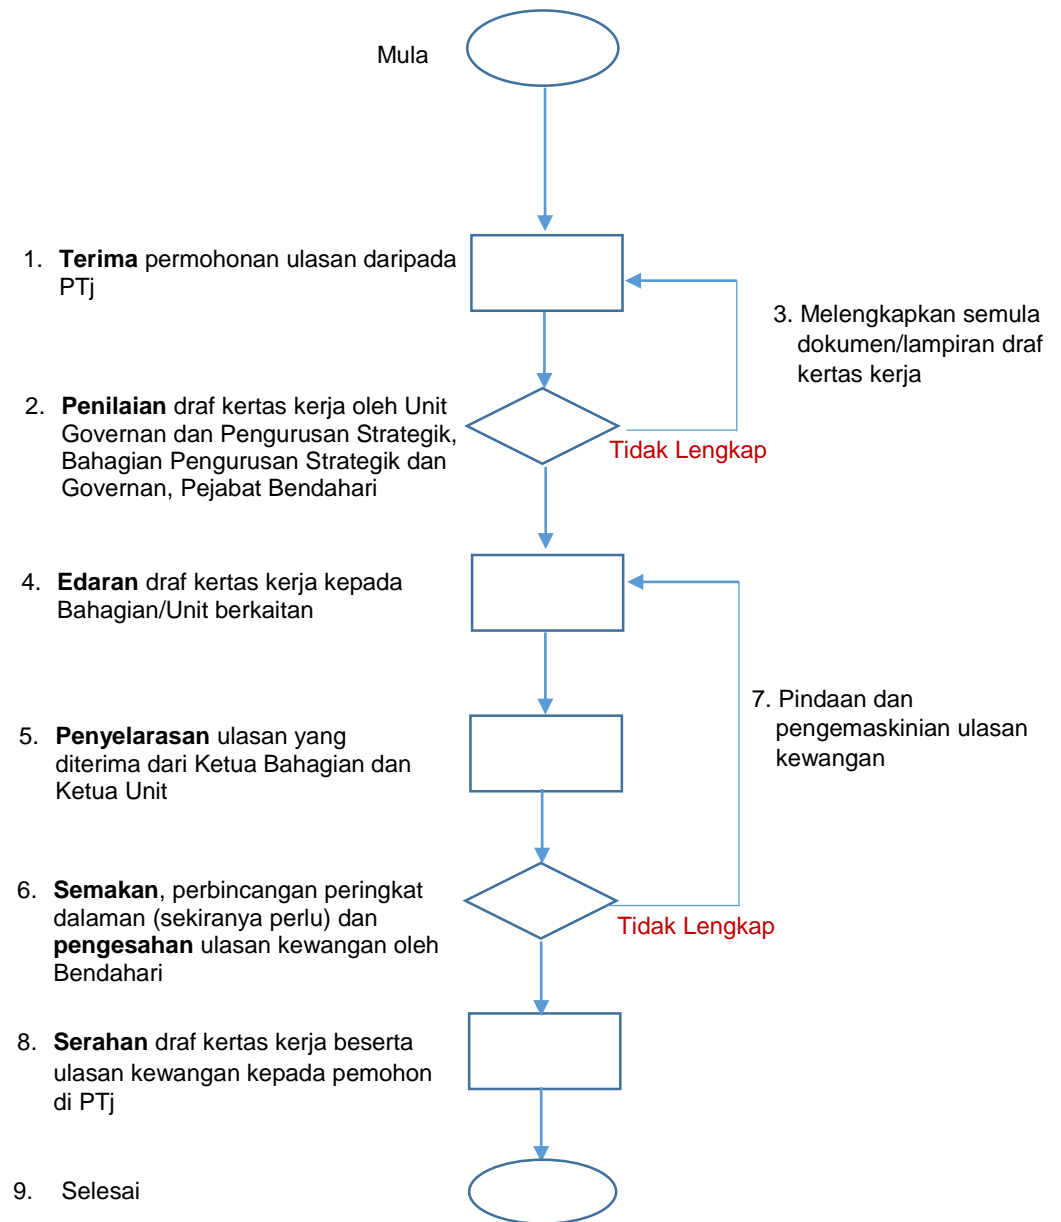 Mula
1. Terima permohonan ulasan daripada
PTj
3. Melengkapkan semula
dokumen/lampiran draf
kertas kerja
2. Penilaian draf kertas kerja oleh Unit
Governan dan Pengurusan Strategik,
Bahagian Pengurusan Strategik dan
Governan, Pejabat Bendahari
Tidak Lengkap
4. Edaran draf kertas kerja kepada
Bahagian/Unit berkaitan
5. Penyelarasan ulasan yang
diterima dari Ketua Bahagian dan
Ketua Unit
7. Pindaan dan
pengemaskinian ulasan
kewangan
6. Semakan, perbincangan peringkat
dalaman (sekiranya perlu) dan
pengesahan ulasan kewangan oleh
Bendahari
Tidak Lengkap
8. Serahan draf kertas kerja beserta
ulasan kewangan kepada pemohon
di PTj
9. Selesai